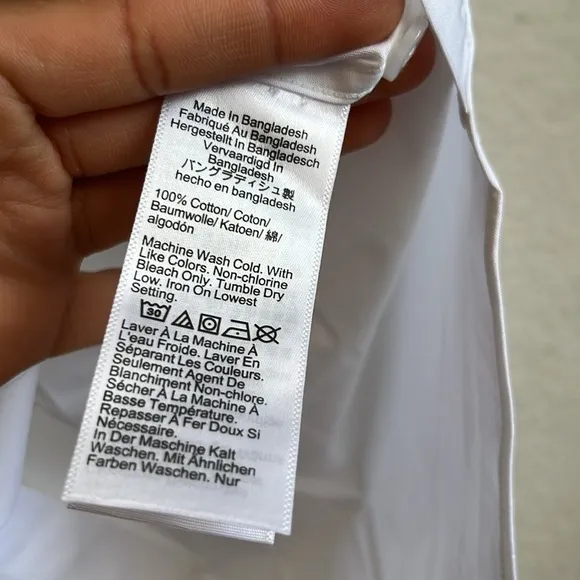 Made In Bangladesh
Fabriqué Au Bangladesh
Hergestellt In Bangladesch
Vervaardigd In
Bangladesh
バングラディシュ製
hecho en bangladesh
100% Cotton/ Coton/
Baumwolle/ Katoen/ 綿/
algodón
Machine Wash Cold. With
Like Colors. Non-chlorine
Bleach Only. Tumble Dry
Low. Iron On Lowest
Setting.
30
Laver À La Machine À
L'eau Froide. Laver En
Séparant Les Couleurs.
Seulement Agent De
Blanchiment Non-chlore.
Sécher À La Machine À
Basse Température.
Repasser À Fer Doux Si
Nécessaire.
In Der Maschine Kalt
Waschen. Mit Ähnlichen
Farben Waschen. Nur